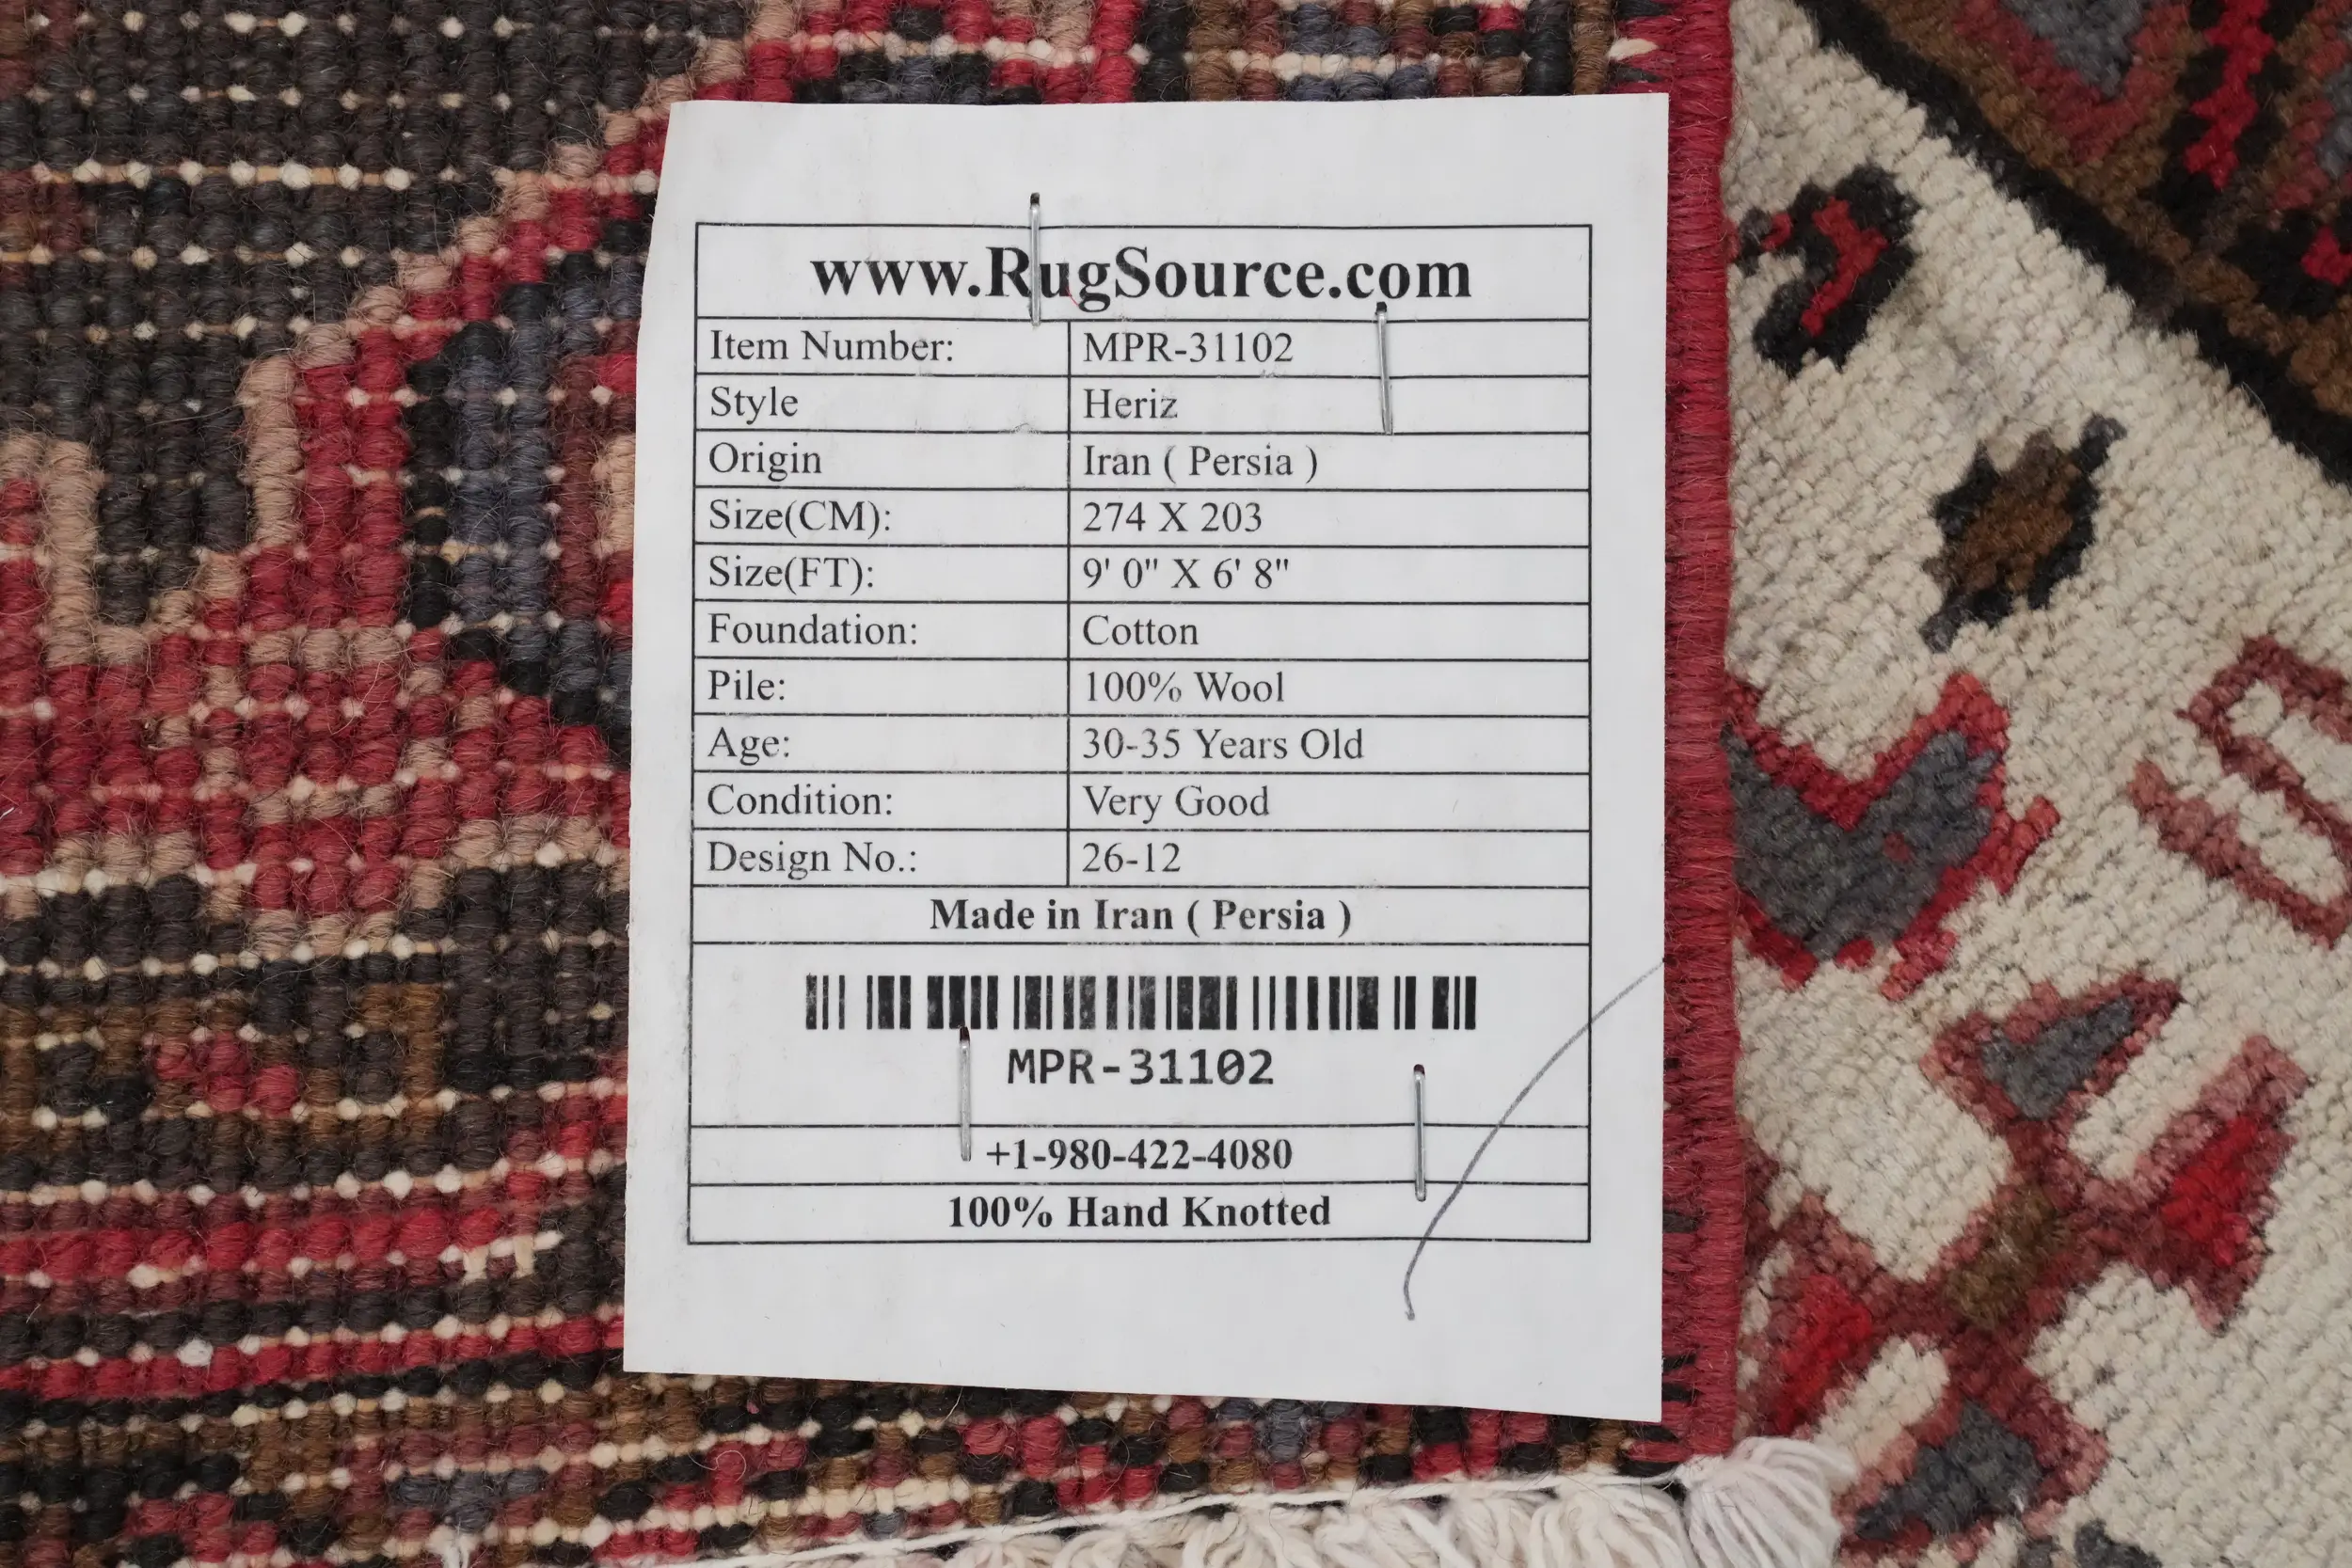 www.RugSource.com
Item Number: MPR-31102
Style Heriz
Origin Iran ( Persia )
Size(CM): 274 X 203
Size(FT): 9' 0" X 6' 8"
Foundation: Cotton
Pile: 100% Wool
Age: 30-35 Years Old
Condition: Very Good
Design No.: 26-12
Made in Iran ( Persia )
MPR-31102
+1-980-422-4080
100% Hand Knotted